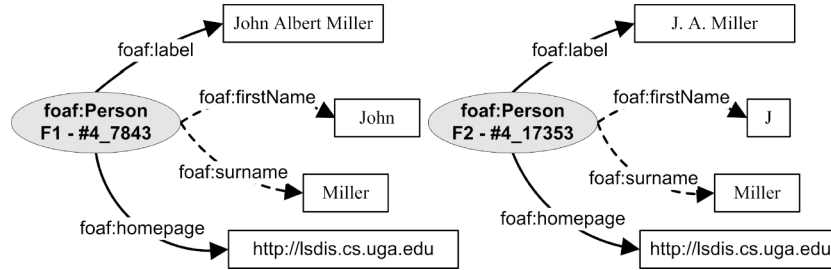 John Albert Miller
foaf:label
foaf:Person
F1 - #4_7843
foaf:firstName
John
foaf:surname
Miller
foaf:homepage
http://lsdis.cs.uga.edu
J. A. Miller
foaf:label
foaf:Person
F2 - #4_17353
foaf:firstName
J
foaf:surname
Miller
foaf:homepage
http://lsdis.cs.uga.edu